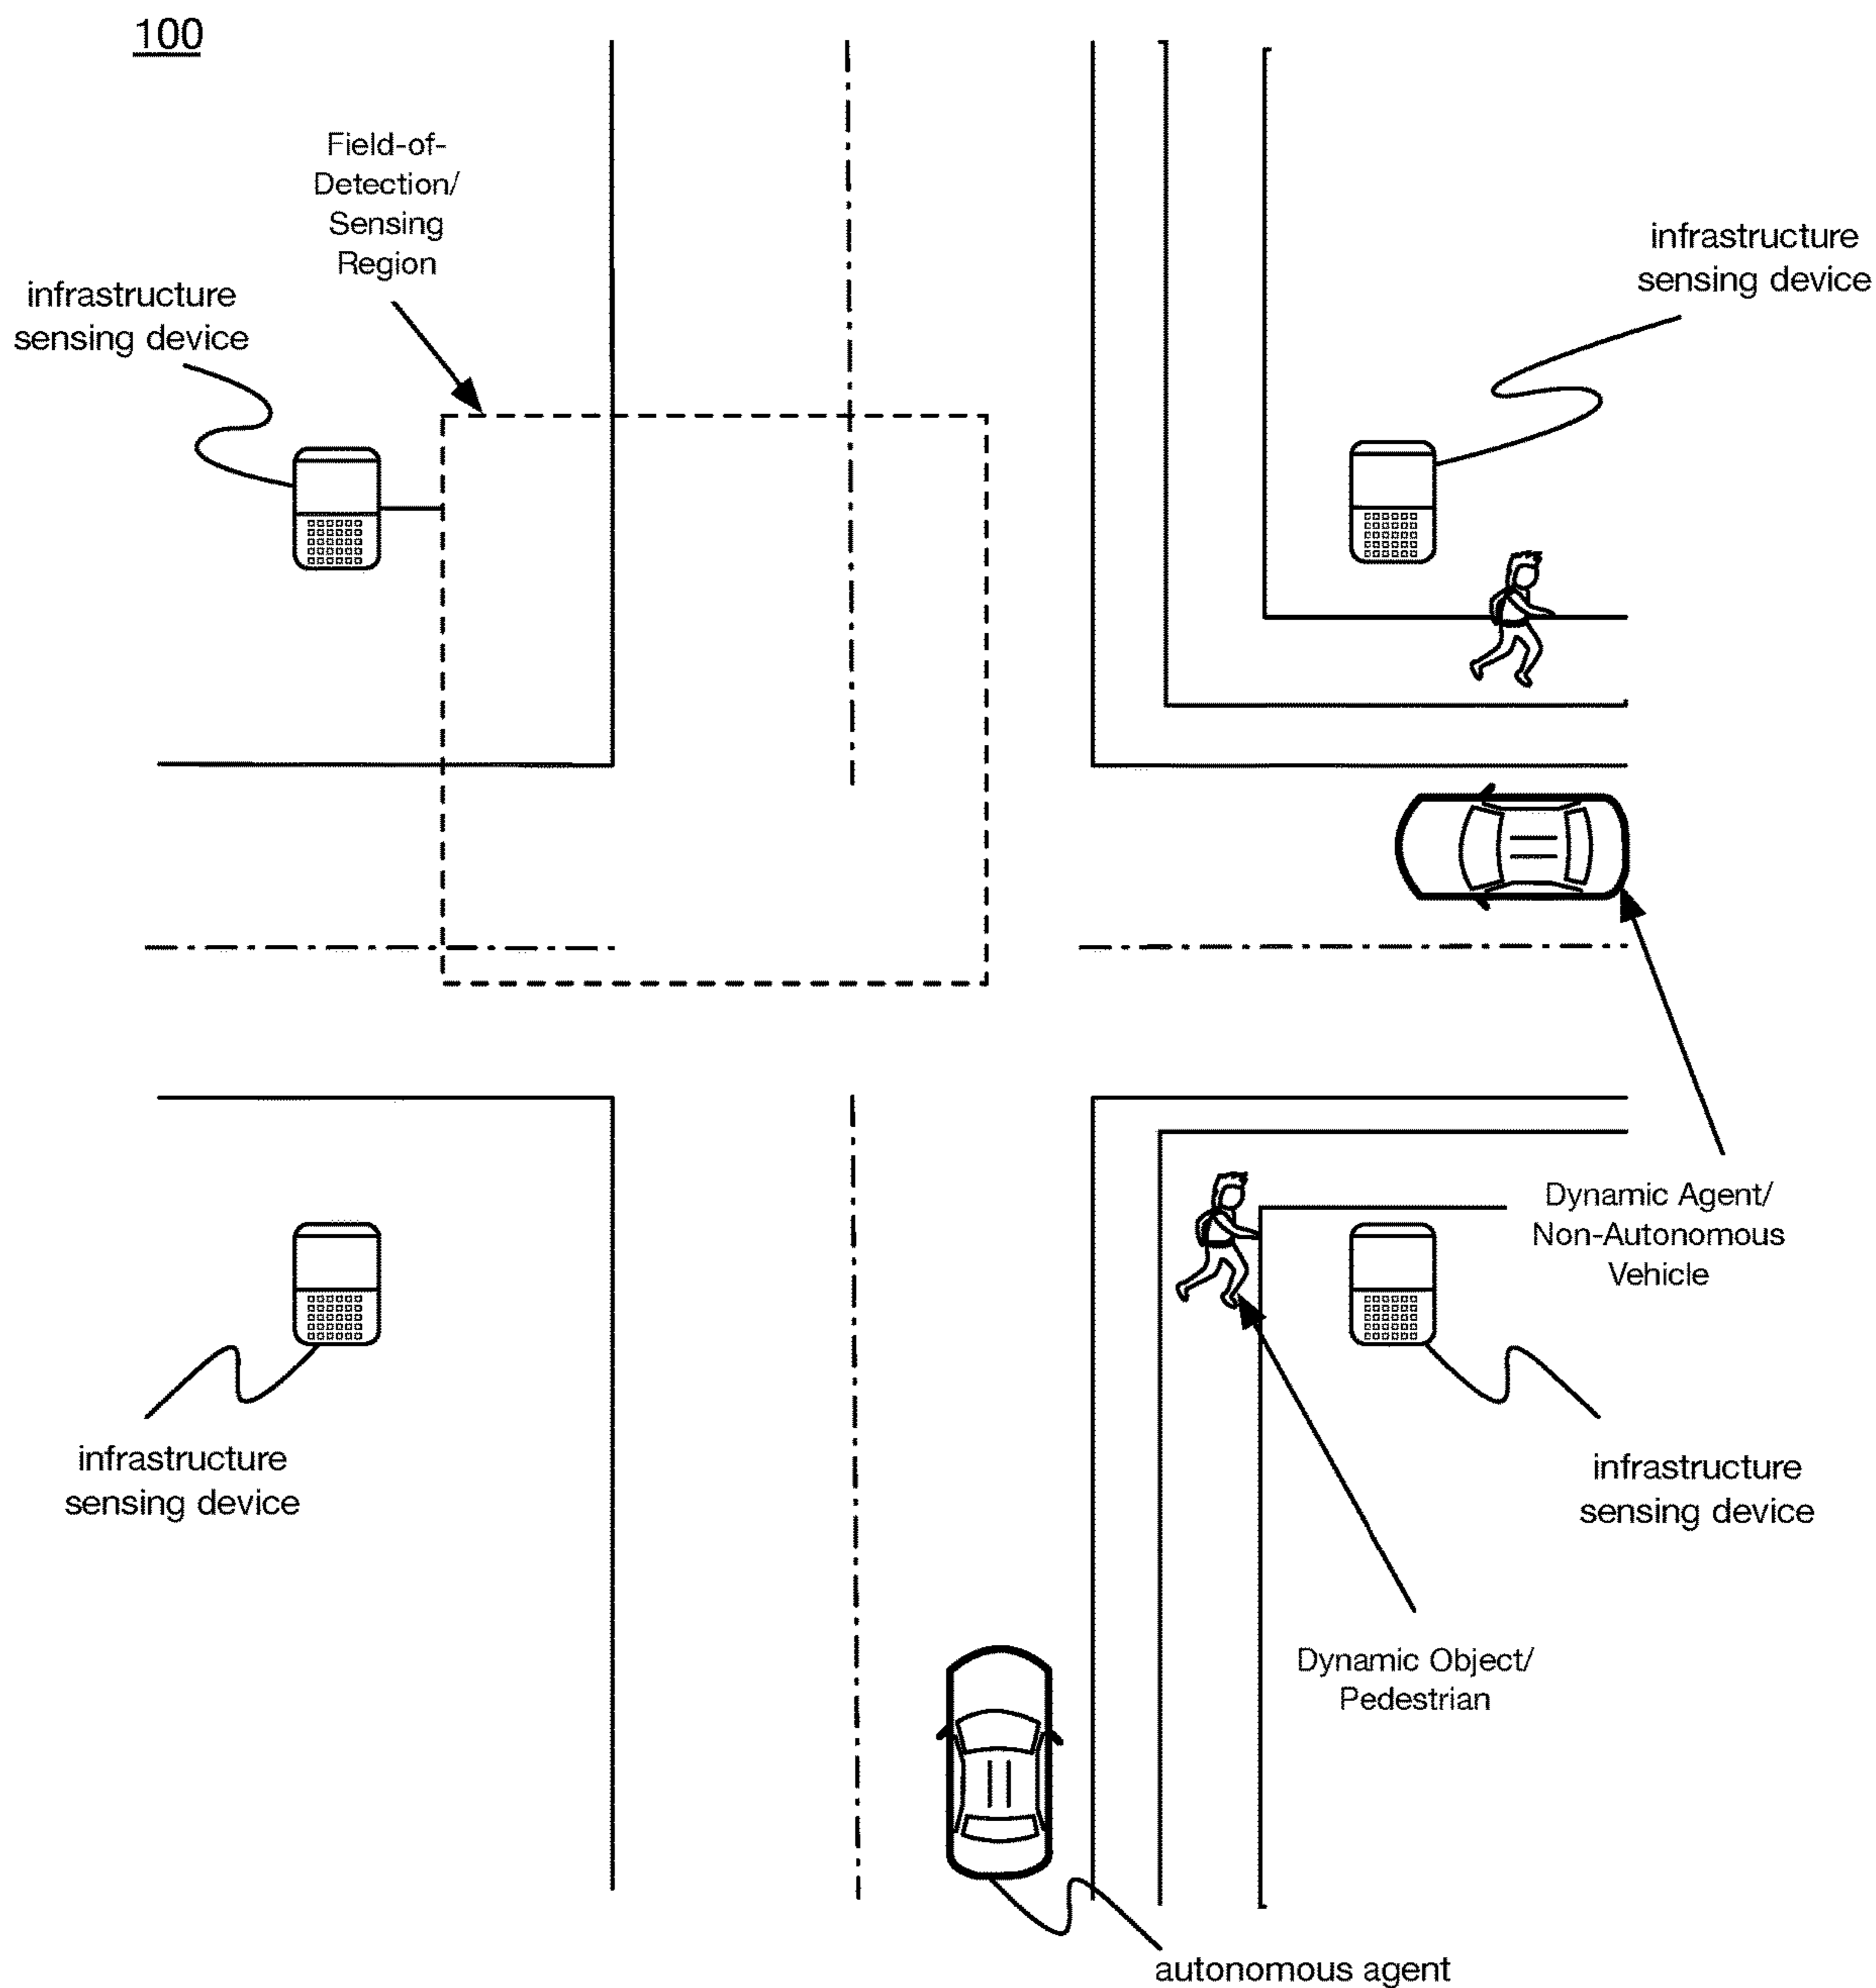 100
Field-of-
Detection/
Sensing
Region
infrastructure
sensing device
infrastructure
sensing device
Dynamic Agent/
Non-Autonomous
Vehicle
infrastructure
sensing device
infrastructure
sensing device
Dynamic Object/
Pedestrian
autonomous agent